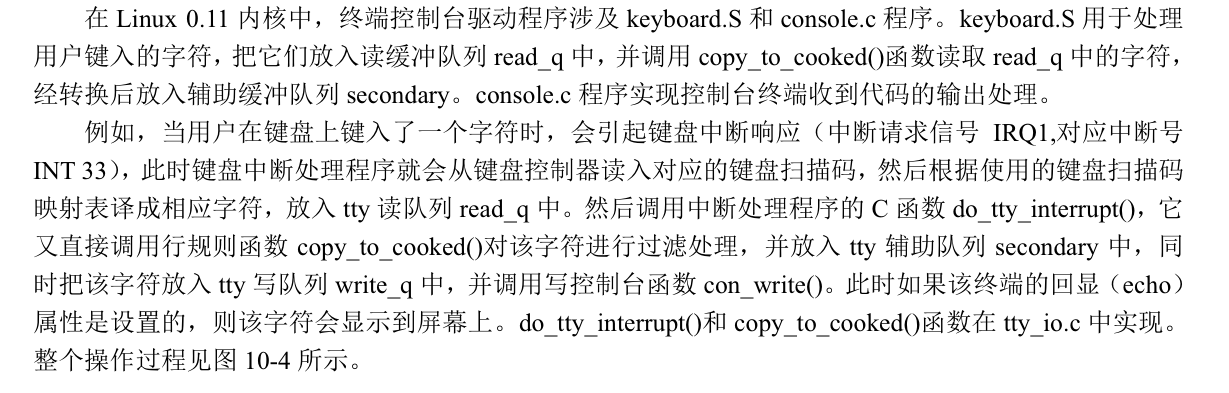 在 Linux 0.11 内核中，终端控制台驱动程序涉及 keyboard.S 和 console.c 程序。keyboard.S 用于处理
用户键入的字符，把它们放入读缓冲队列 read_q 中，并调用 copy_to_cooked()函数读取 read_q 中的字符，
经转换后放入辅助缓冲队列 secondary。console.c 程序实现控制台终端收到代码的输出处理。
例如，当用户在键盘上键入了一个字符时，会引起键盘中断响应（中断请求信号 IRQ1,对应中断号
INT 33），此时键盘中断处理程序就会从键盘控制器读入对应的键盘扫描码，然后根据使用的键盘扫描码
映射表译成相应字符，放入 tty 读队列 read_q 中。然后调用中断处理程序的 C 函数 do_tty_interrupt()，它
又直接调用行规则函数 copy_to_cooked()对该字符进行过滤处理，并放入 tty 辅助队列 secondary 中，同
时把该字符放入 tty 写队列 write_q 中，并调用写控制台函数 con_write()。此时如果该终端的回显（echo）
属性是设置的，则该字符会显示到屏幕上。do_tty_interrupt()和 copy_to_cooked()函数在 tty_io.c 中实现。
整个操作过程见图 10-4 所示。